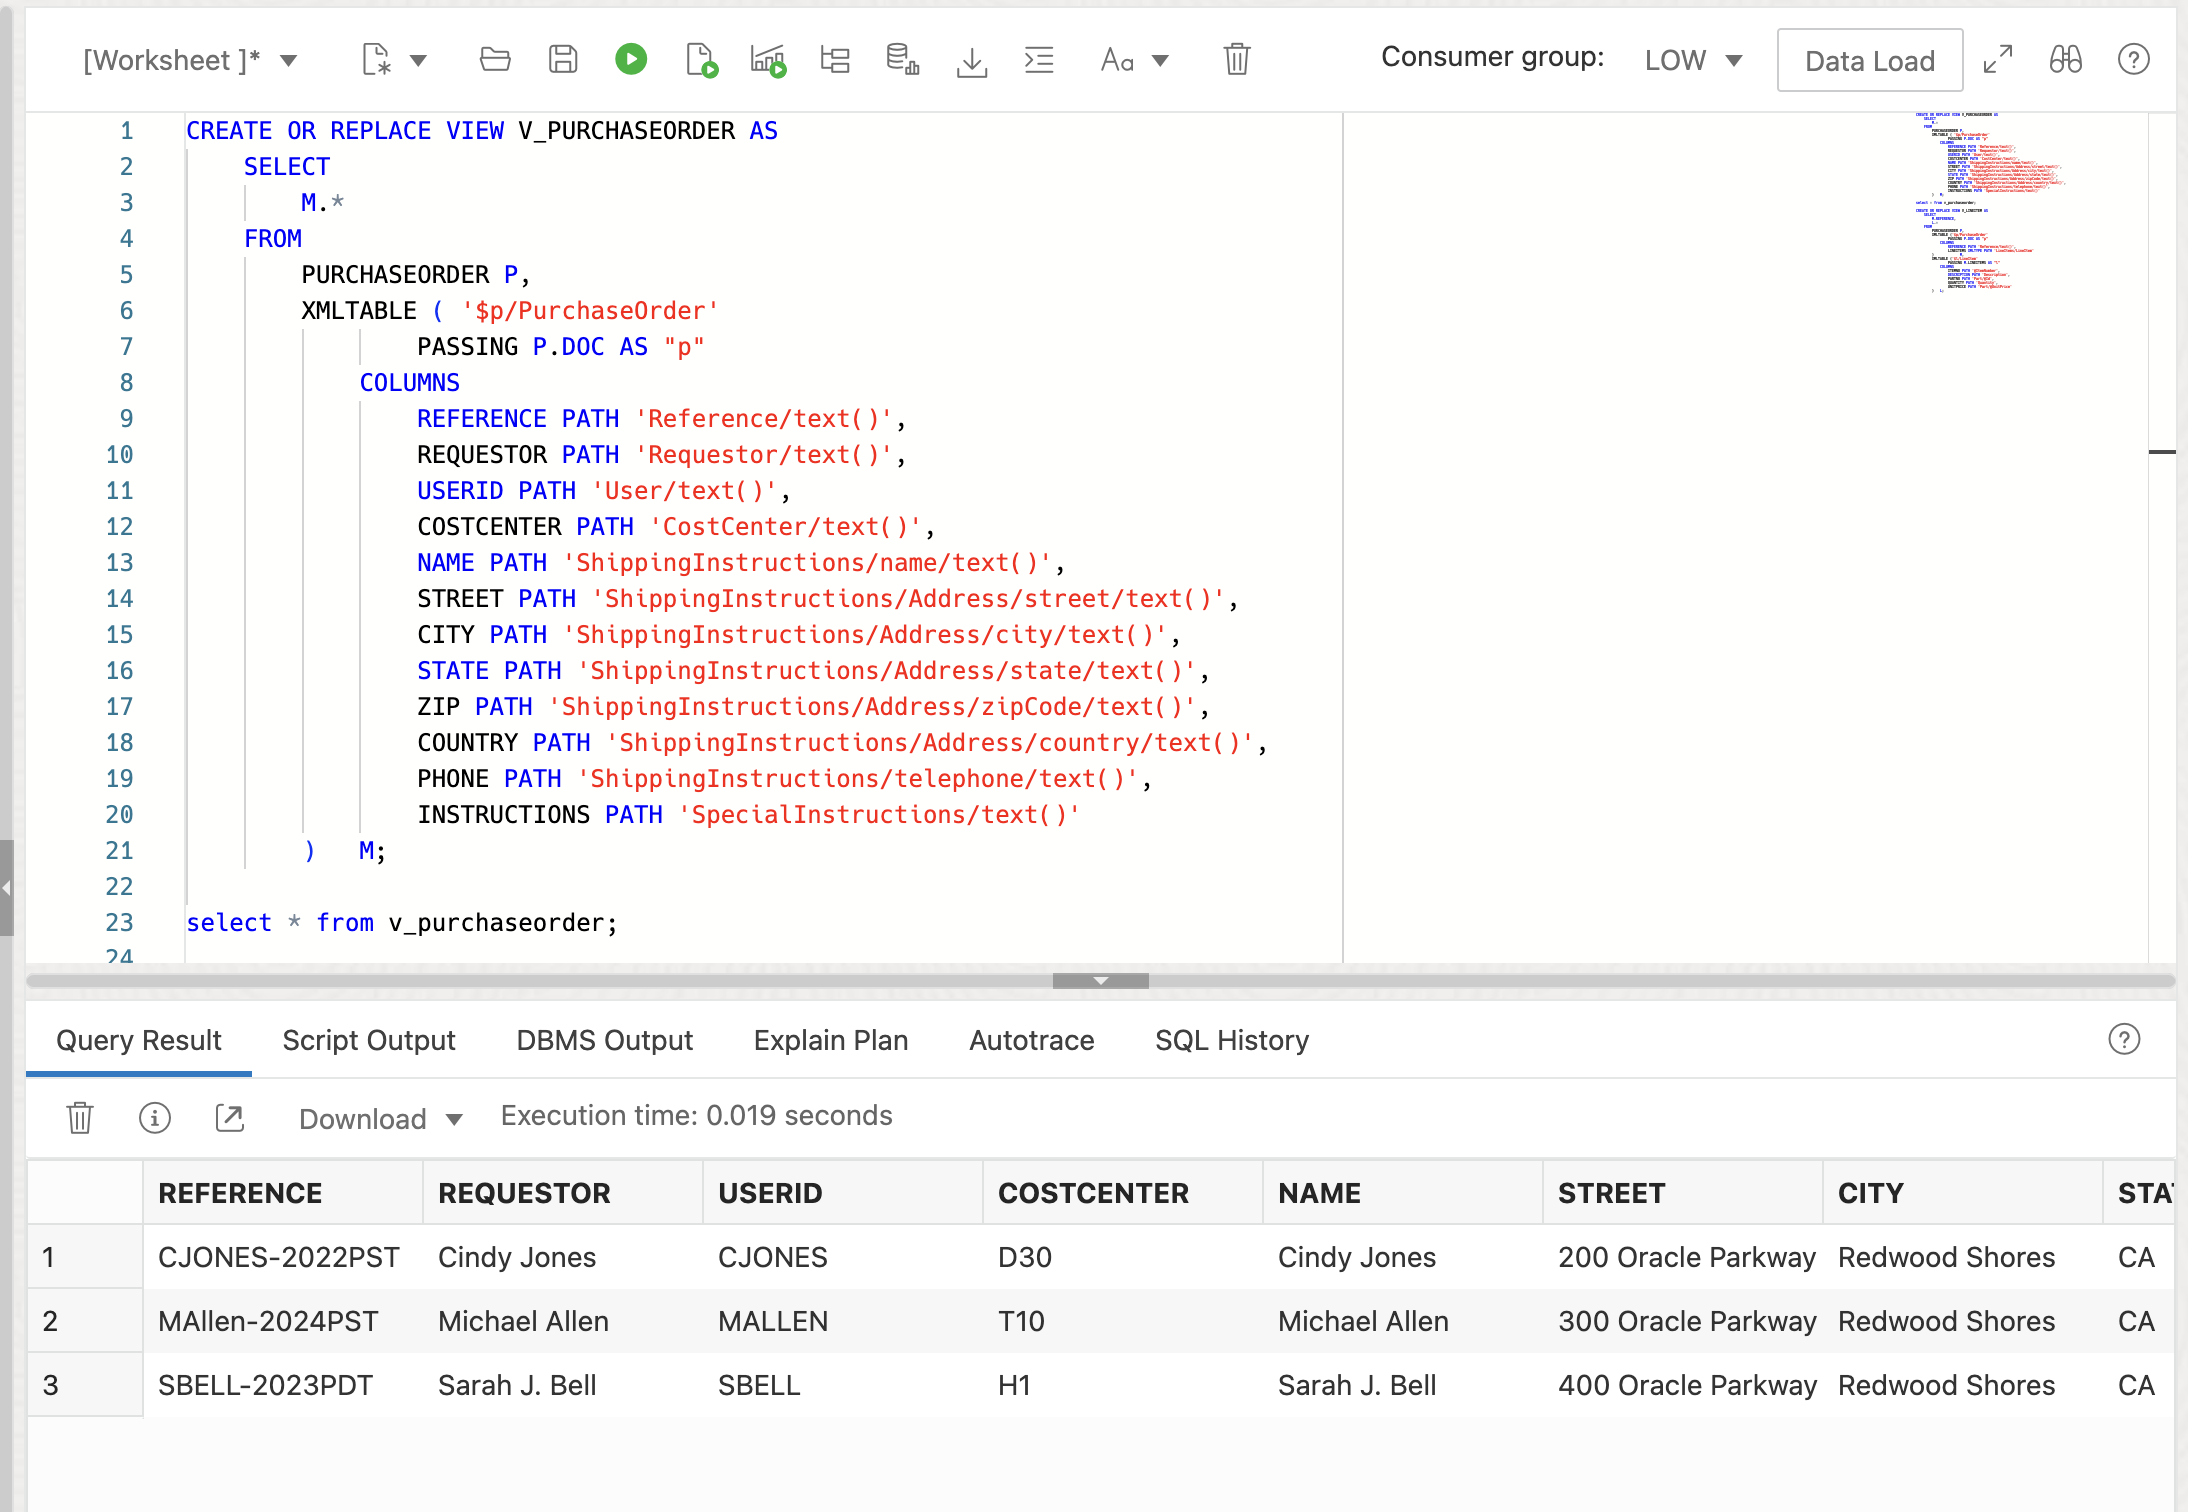 [Worksheet ]*
Aa
Consumer group: LOW Data Load
1 CREATE OR REPLACE VIEW V_PURCHASEORDER AS
2 SELECT
3 M.*
4 FROM
5 PURCHASEORDER P,
6 XMLTABLE ( '$p/PurchaseOrder'
7 PASSING P.DOC AS "p"
8 COLUMNS
9 REFERENCE PATH 'Reference/text()',
10 REQUESTOR PATH 'Requestor/text()',
11 USERID PATH 'User/text()',
12 COSTCENTER PATH 'CostCenter/text()',
13 NAME PATH 'ShippingInstructions/name/text()',
14 STREET PATH 'ShippingInstructions/Address/street/text()',
15 CITY PATH 'ShippingInstructions/Address/city/text()',
16 STATE PATH 'ShippingInstructions/Address/state/text()',
17 ZIP PATH 'ShippingInstructions/Address/zipCode/text()',
18 COUNTRY PATH 'ShippingInstructions/Address/country/text()',
19 PHONE PATH 'ShippingInstructions/telephone/text()',
20 INSTRUCTIONS PATH 'SpecialInstructions/text()'
21 ) M;
22
23 select * from v_purchaseorder;
24
Query Result Script Output DBMS Output Explain Plan Autotrace SQL History
Download Execution time: 0.019 seconds
REFERENCE REQUESTOR USERID COSTCENTER NAME STREET CITY STA
1 CJONES-2022PST Cindy Jones CJONES D30 Cindy Jones 200 Oracle Parkway Redwood Shores CA
2 MAllen-2024PST Michael Allen MALLEN T10 Michael Allen 300 Oracle Parkway Redwood Shores CA
3 SBELL-2023PDT Sarah J. Bell SBELL H1 Sarah J. Bell 400 Oracle Parkway Redwood Shores CA